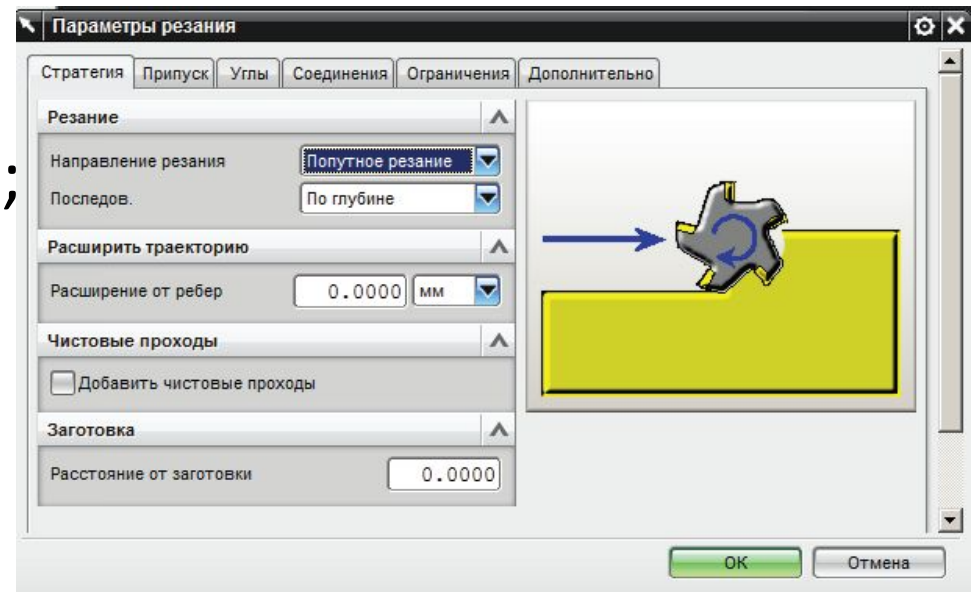 Параметры резания
Стратегия Припуск Углы Соединения Ограничения Дополнительно
Резание
Направление резания Попутное резание
;
Последов. По глубине
Расширить траекторию
Расширение от ребер 0.0000 мм
Чистовые проходы
Добавить чистовые проходы
Заготовка
Расстояние от заготовки 0.0000
ОК Отмена